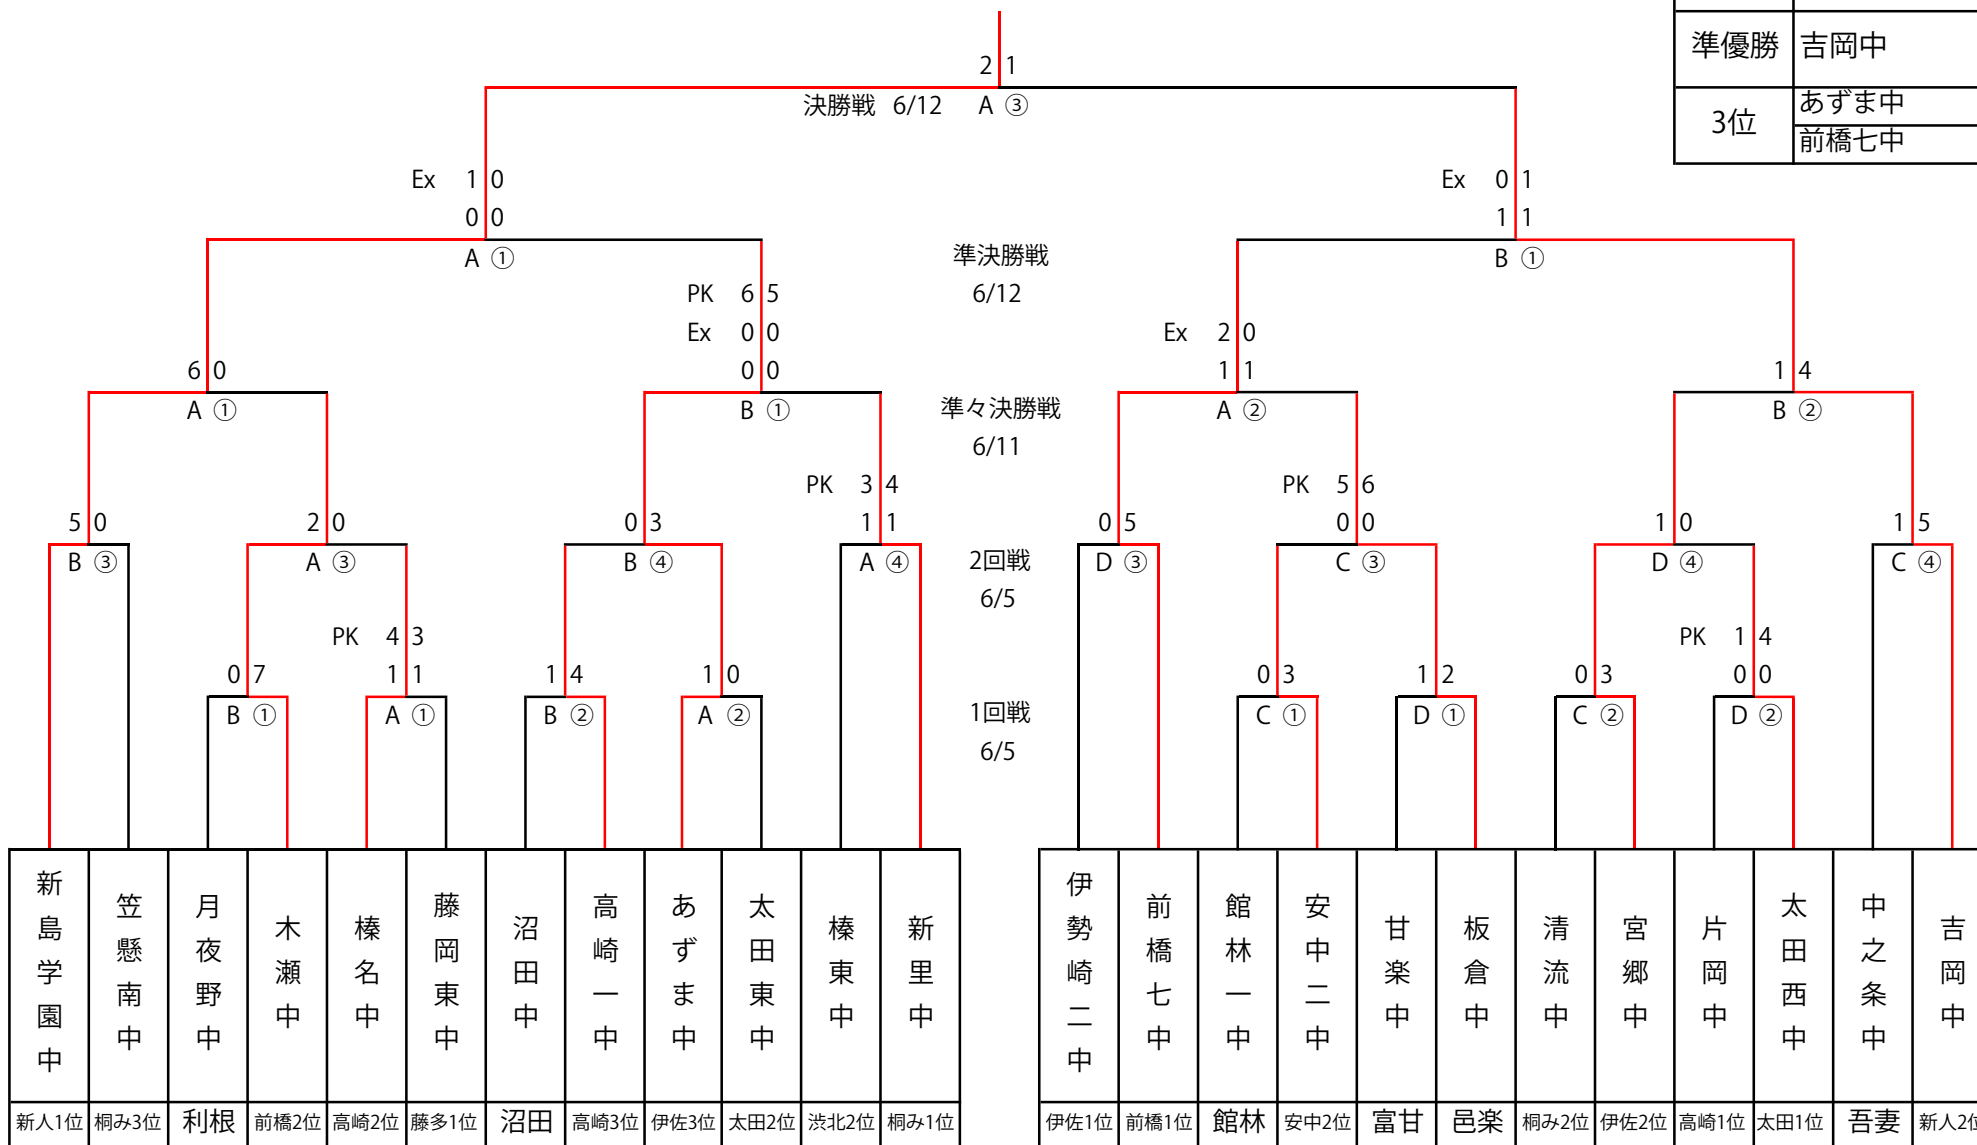 準優勝 吉岡中
3位 あずま中
前橋七中
2 1
決勝戦 6/12 A ③
Ex 1 0 Ex 0 1
0 0 1 1
A ① 準決勝戦 B ①
6/12
PK 6 5
Ex 0 0 Ex 2 0
6 0 0 0 1 1 1 4
A ① B ① 準々決勝戦 A ② B ②
6/11
PK 3 4 PK 5 6
5 0 2 0 0 3 1 1 0 5 0 0 1 0 1 5
B ③ A ③ B ④ A ④ 2回戦 D ③ C ③ D ④ C ④
6/5
PK 4 3 PK 1 4
0 7 1 1 1 4 1 0 0 3 1 2 0 3 0 0
B ① A ① B ② A ② 1回戦 C ① D ① C ② D ②
6/5
新島学園中
笠懸南中
月夜野中
木瀬中
榛名中
藤岡東中
沼田中
高崎一中
あずま中
太田東中
榛東中
新里中
伊勢崎二中
前橋七中
館林一中
安中二中
甘楽中
板倉中
清流中
宮郷中
片岡中
太田西中
中之条中
吉岡中
新人1位 桐み3位 利根 前橋2位 高崎2位 藤多1位 沼田 高崎3位 伊佐3位 太田2位 渋北2位 桐み1位 伊佐1位 前橋1位 館林 安中2位 富甘 邑楽 桐み2位 伊佐2位 高崎1位 太田1位 吾妻 新人2位